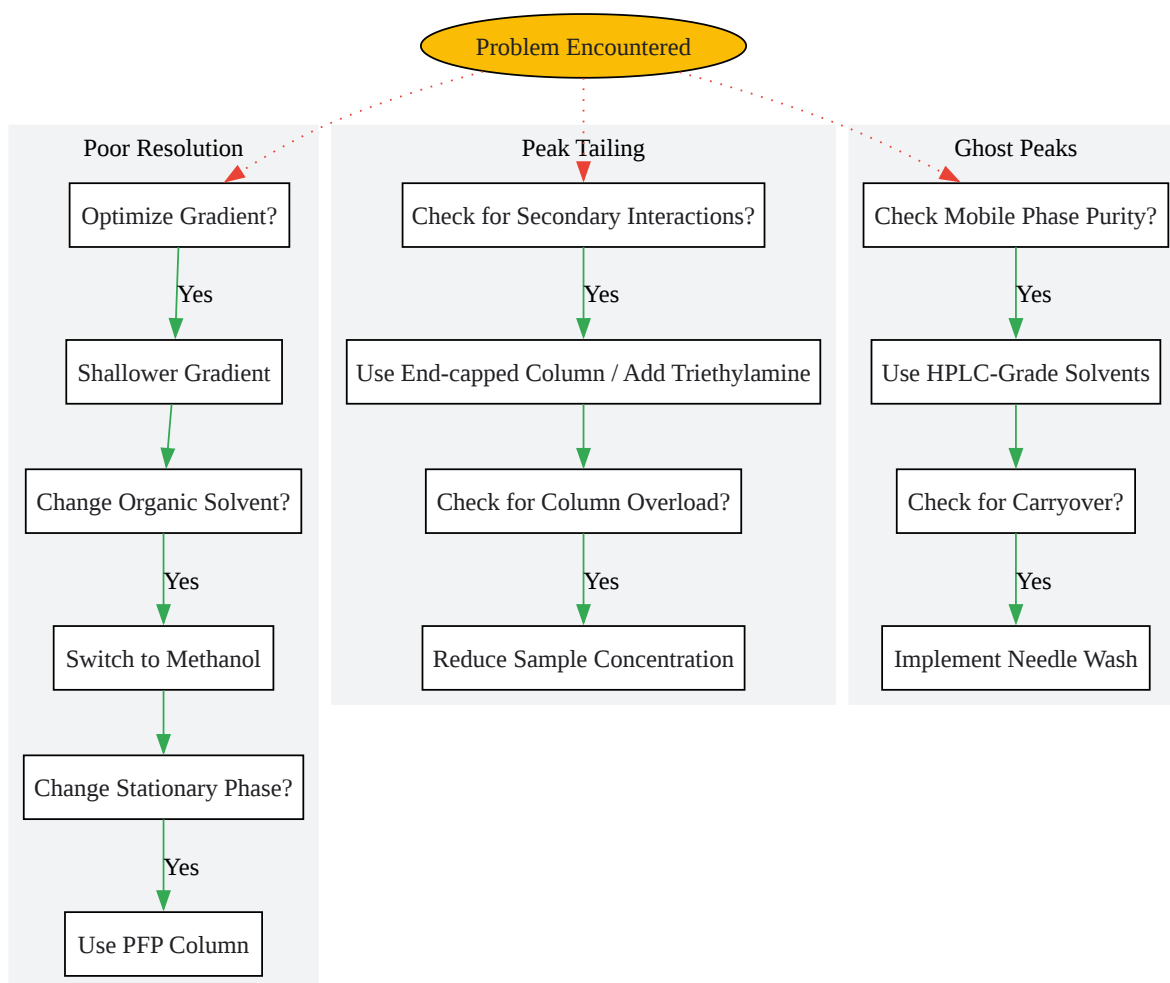 Problem Encountered
Poor Resolution
Optimize Gradient?
Yes
Shallower Gradient
Change Organic Solvent?
Yes
Switch to Methanol
Change Stationary Phase?
Yes
Use PFP Column
Peak Tailing
Check for Secondary Interactions?
Yes
Use End-capped Column / Add Triethylamine
Check for Column Overload?
Yes
Reduce Sample Concentration
Ghost Peaks
Check Mobile Phase Purity?
Yes
Use HPLC-Grade Solvents
Check for Carryover?
Yes
Implement Needle Wash